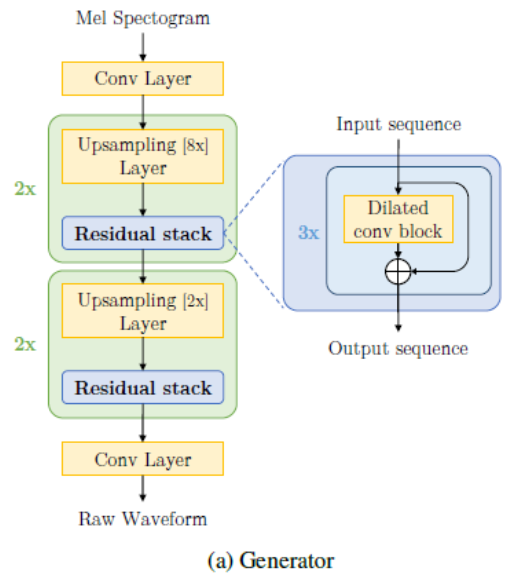 Mel Spectogram
Conv Layer
2x
Upsampling [8x]
Layer
Residual stack
2x
Upsampling [2x]
Layer
Residual stack
Conv Layer
Raw Waveform
Input sequence
3x
Dilated
conv block
Output sequence
(a) Generator